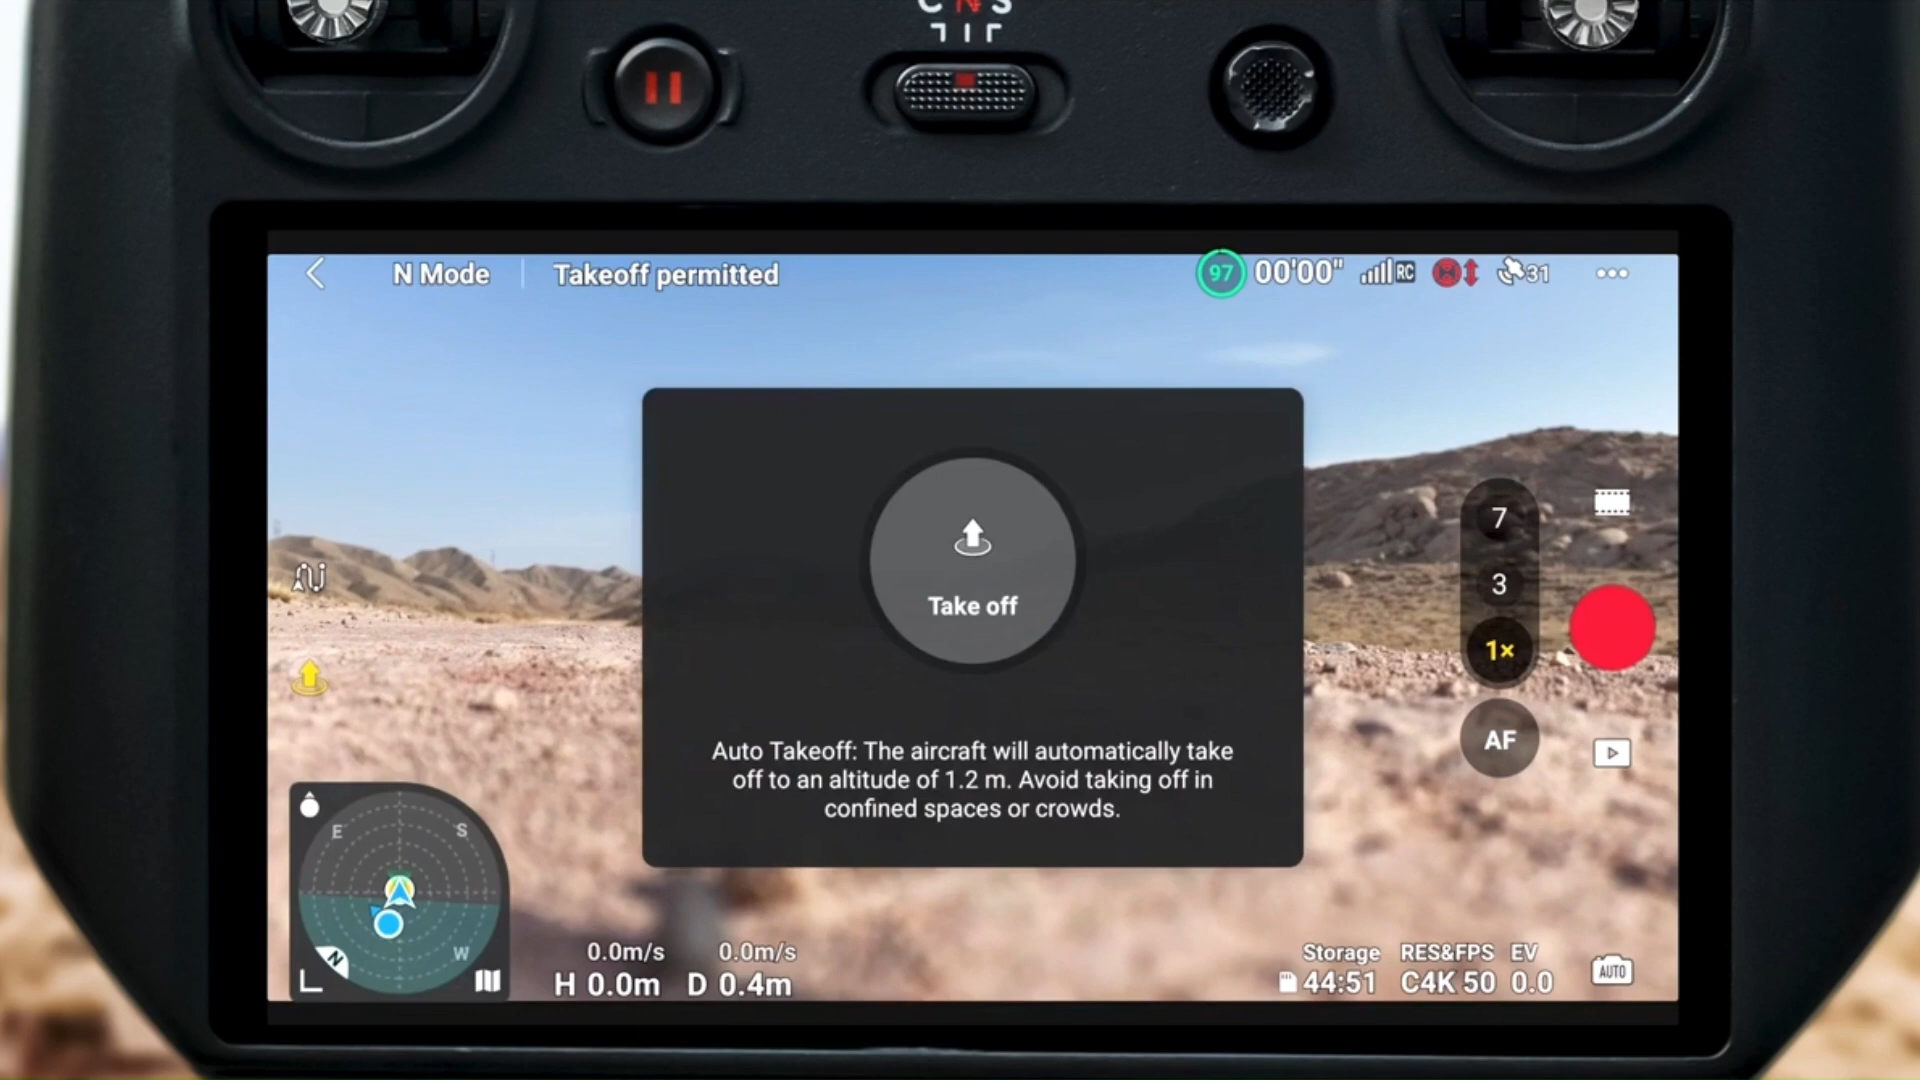 C N S
N Mode
Takeoff permitted
97
00'00"
RC
31
7
3
1×
AF
Take off
Auto Takeoff: The aircraft will automatically take
off to an altitude of 1.2 m. Avoid taking off in
confined spaces or crowds.
E
S
N
W
0.0m/s
0.0m/s
H 0.0m
D 0.4m
Storage
RES&FPS
EV
44:51
C4K 50
0.0
AUTO